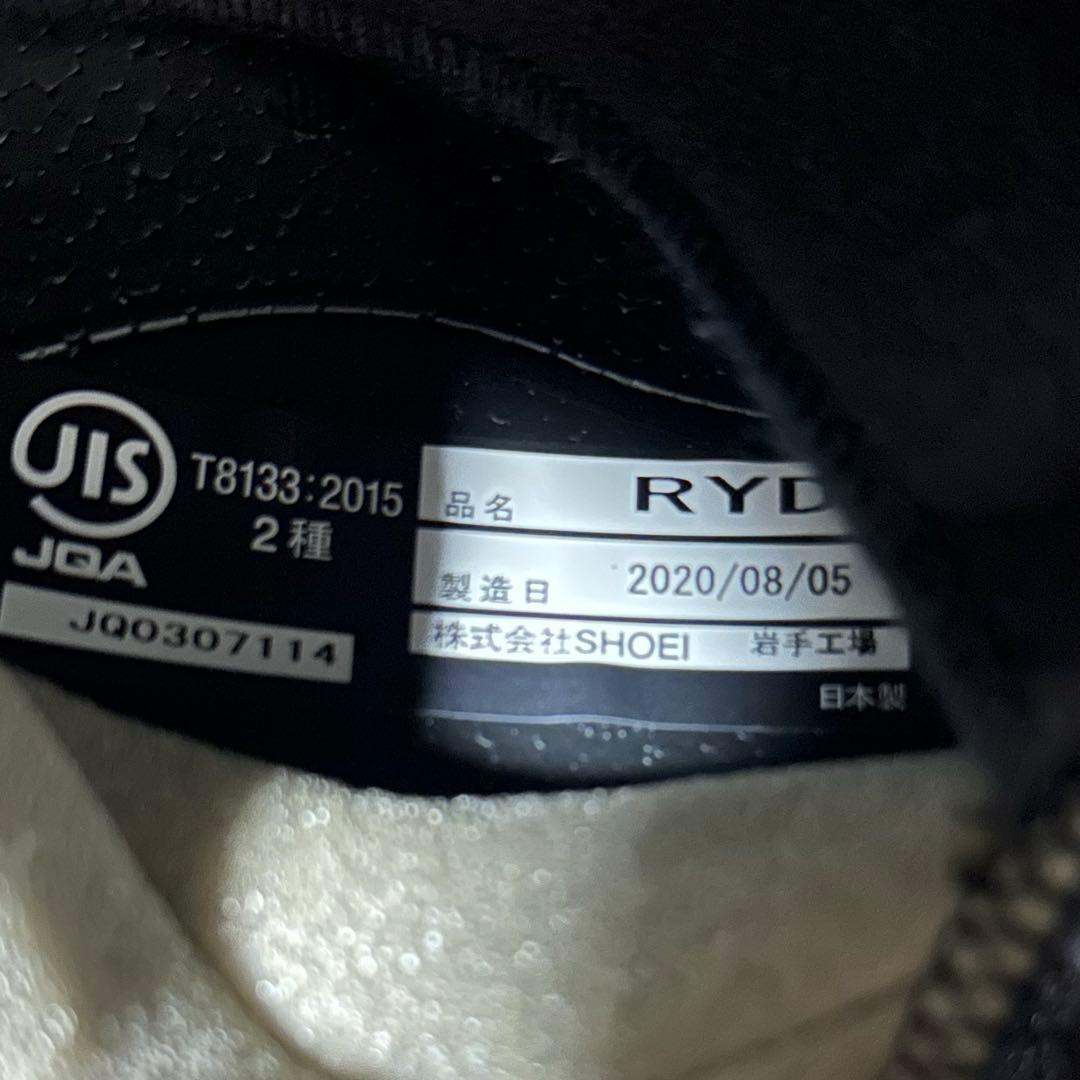 JIS
T8133:2015
2種
JQA
JQ0307114
品名 RYD
製造日 2020/08/05
株式会社SHOEI 岩手工場
日本製